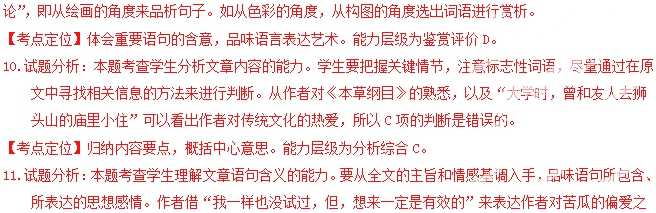 论”，即从绘画的角度来品析句子。如从色彩的角度，从构图的角度选出词语进行赏析。
【考点定位】体会重要语句的含意，品味语言表达艺术。能力层级为鉴赏评价 D。
10. 试题分析：本题考查学生分析文章内容的能力。学生要把握关键情节，注意标志性词语，尽量通过在原
文中寻找相关信息的方法来进行判断。从作者对《本草纲目》的熟悉，以及“大学时，曾和友人去狮
头山的庙里小住”可以看出作者对传统文化的热爱，所以 C 项的判断是错误的。
【考点定位】归纳内容要点，概括中心意思。能力层级为分析综合 C。
11. 试题分析：本题考查学生理解文章语句含义的能力。要从全文的主旨和情感基调入手，品味语句所包含、
所表达的思想感情。作者借“我一样也没试过，但，想来一定是有效的”来表达作者对苦瓜的偏爱之